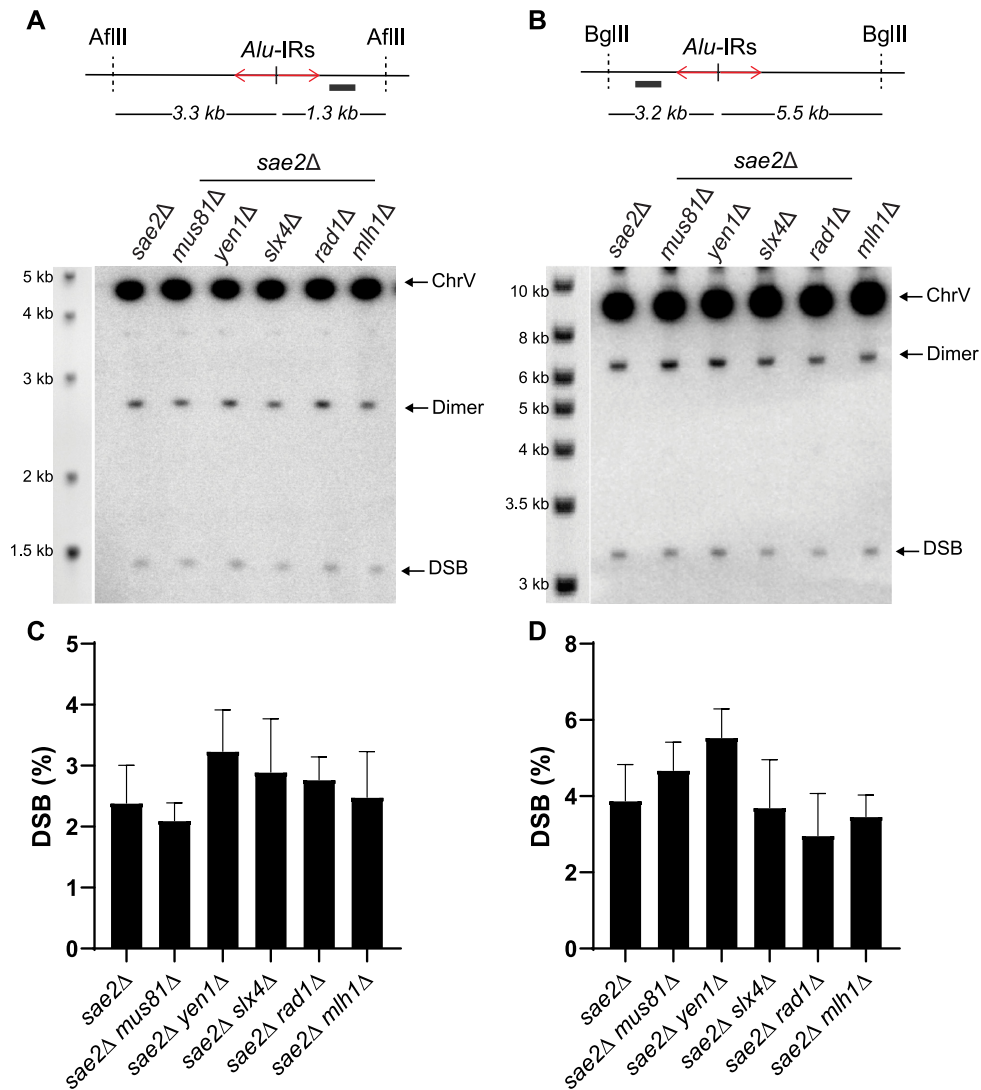 A
AflII
Alu-IRs
AflII
3.3 kb
1.3 kb
sae2Δ
sae2Δ
mus81Δ
yen1Δ
slx4Δ
rad1Δ
mlh1Δ
5 kb
4 kb
3 kb
2 kb
1.5 kb
ChrV
Dimer
DSB
B
BglII
Alu-IRs
BglII
3.2 kb
5.5 kb
sae2Δ
sae2Δ
mus81Δ
yen1Δ
slx4Δ
rad1Δ
mlh1Δ
10 kb
8 kb
6 kb
5 kb
4 kb
3.5 kb
3 kb
ChrV
Dimer
DSB
C
DSB (%)
5
4
3
2
1
0
sae2Δ
sae2Δ mus81Δ
sae2Δ yen1Δ
sae2Δ slx4Δ
sae2Δ rad1Δ
sae2Δ mlh1Δ
D
DSB (%)
8
6
4
2
0
sae2Δ
sae2Δ mus81Δ
sae2Δ yen1Δ
sae2Δ slx4Δ
sae2Δ rad1Δ
sae2Δ mlh1Δ